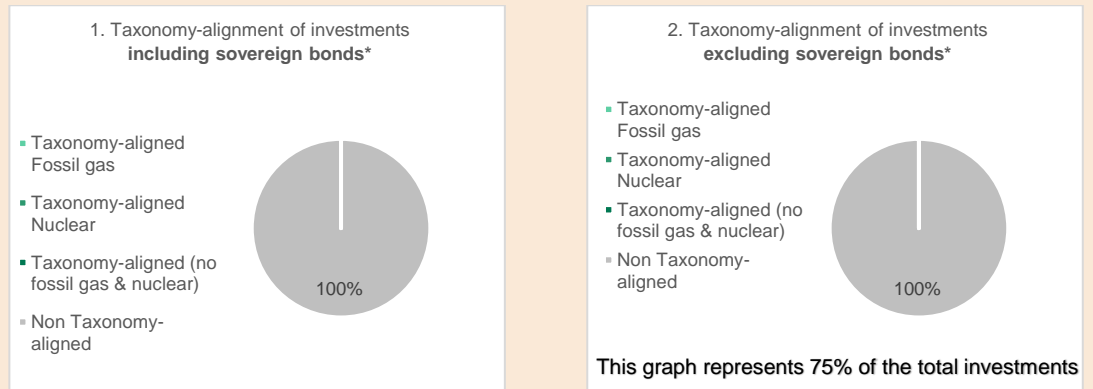 1. Taxonomy-alignment of investments
including sovereign bonds*
Taxonomy-aligned
Fossil gas
Taxonomy-aligned
Nuclear
Taxonomy-aligned (no
fossil gas & nuclear)
Non Taxonomy-
aligned
100%
2. Taxonomy-alignment of investments
excluding sovereign bonds*
Taxonomy-aligned
Fossil gas
Taxonomy-aligned
Nuclear
Taxonomy-aligned (no
fossil gas & nuclear)
Non Taxonomy-
aligned
100%
This graph represents 75% of the total investments